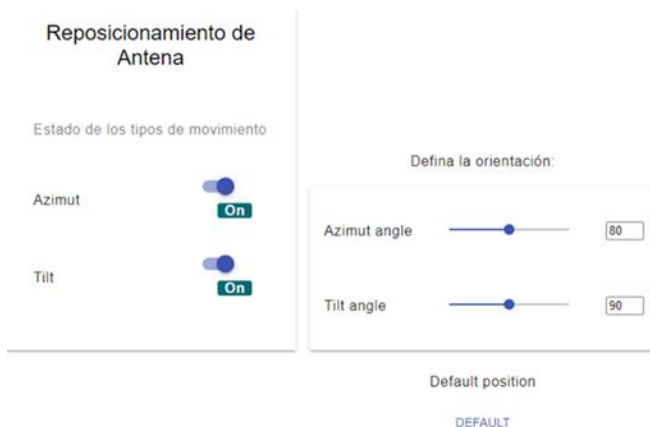 Reposicionamiento de
Antena
Estado de los tipos de movimiento
Azimut
On
Tilt
On
Defina la orientación:
Azimut angle
80
Tilt angle
90
Default position
DEFAULT